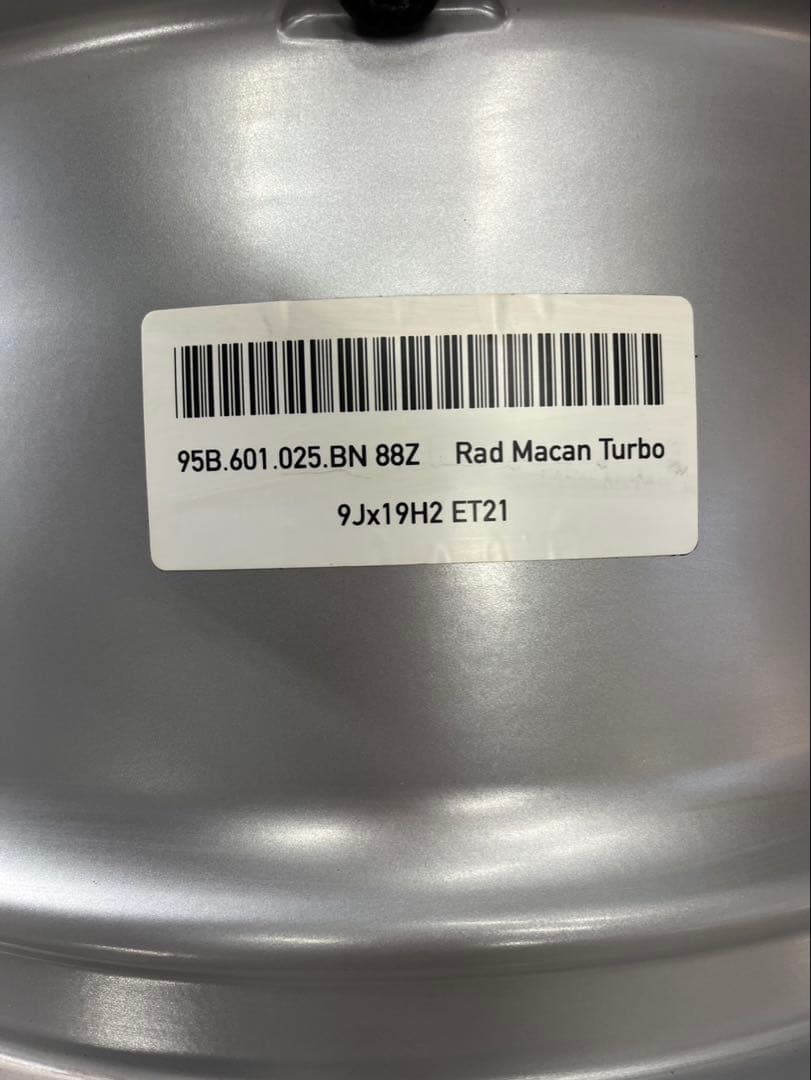 95B.601.025.BN 88Z Rad Macan Turbo
9Jx19H2 ET21